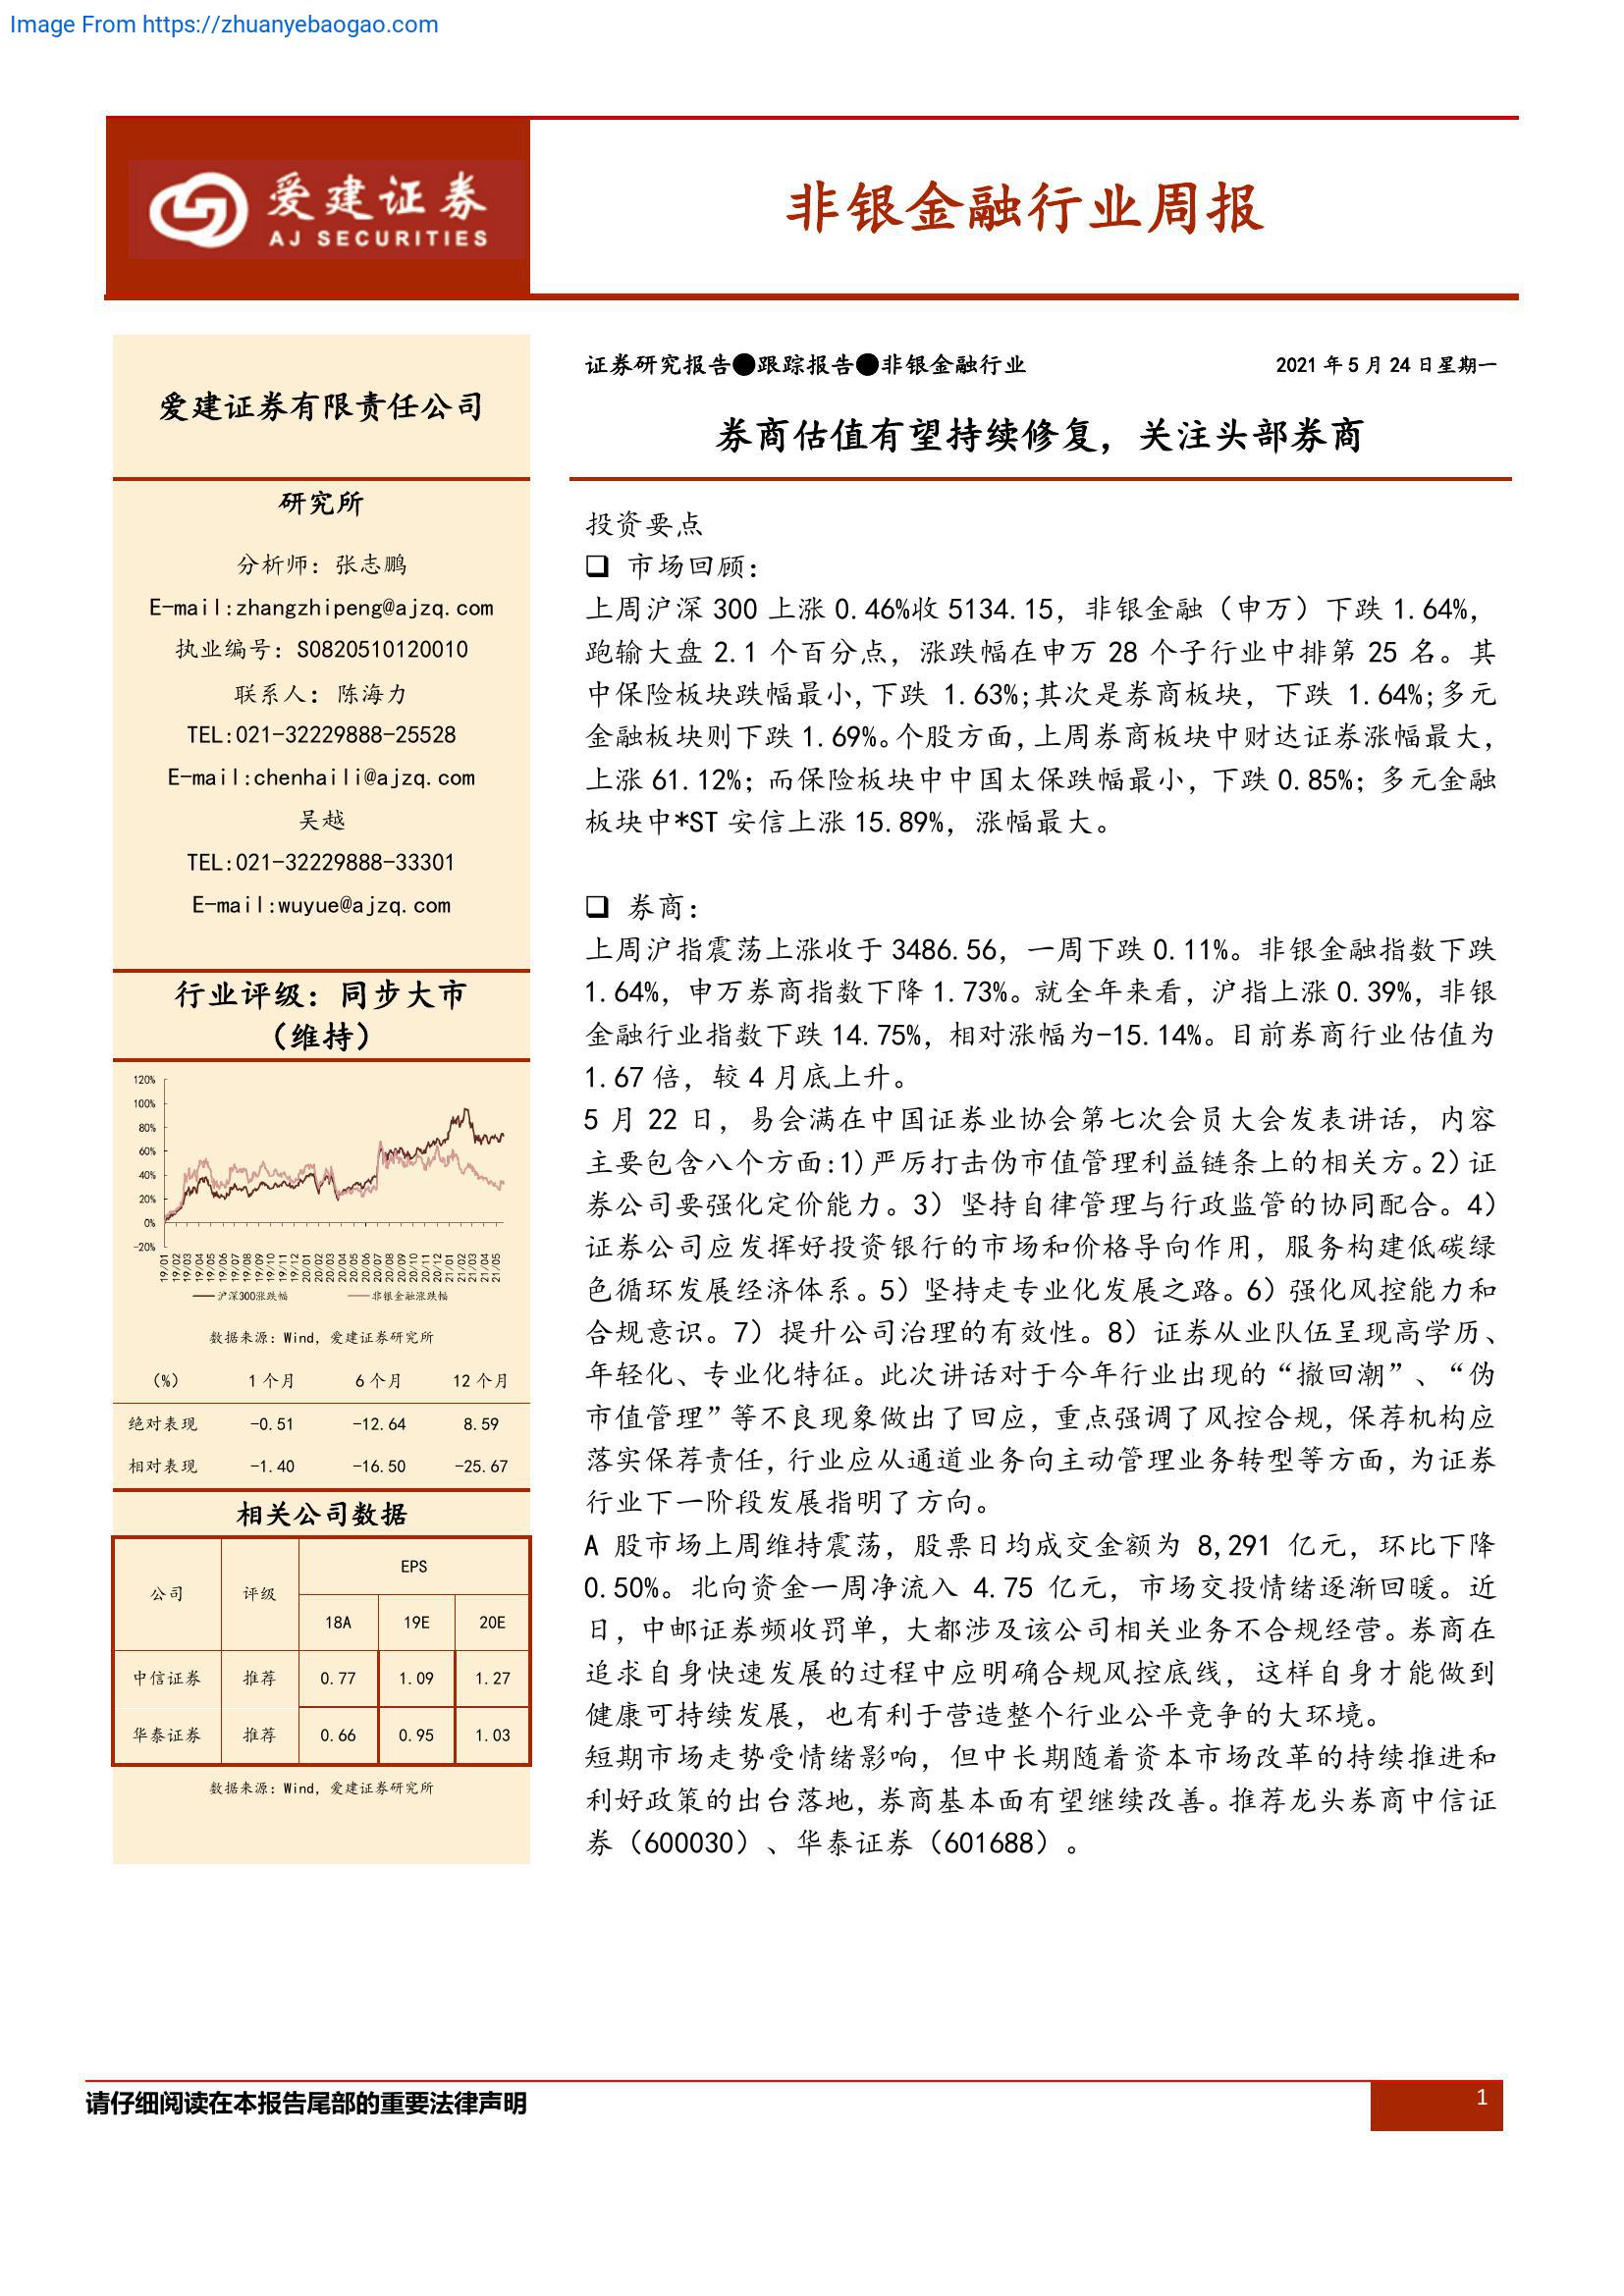 Image From https://zhuanyebaogao.com
爱建证券
AJ SECURITIES
非银金融行业周报
爱建证券有限责任公司
研究所
分析师：张志鹏
E-mail:zhangzhipeng@ajzq.com
执业编号：S0820510120010
联系人：陈海力
TEL:021-32229888-25528
E-mail:chenhaili@ajzq.com
吴越
TEL:021-32229888-33301
E-mail:wuyue@ajzq.com
行业评级：同步大市
（维持）
120%
100%
80%
60%
40%
20%
0%
-20%
19/01 19/02 19/03 19/04 19/05 19/06 19/07 19/08 19/09 19/10 19/11 19/12 20/01 20/02 20/03 20/04 20/05 20/06 20/07 20/08 20/09 20/10 20/11 20/12 21/01 21/02 21/03 21/04 21/05
沪深300涨跌幅 非银金融涨跌幅
数据来源：Wind，爱建证券研究所
（%） 1 个月 6 个月 12 个月
绝对表现 -0.51 -12.64 8.59
相对表现 -1.40 -16.50 -25.67
相关公司数据
公司 评级 EPS
18A 19E 20E
中信证券 推荐 0.77 1.09 1.27
华泰证券 推荐 0.66 0.95 1.03
数据来源：Wind，爱建证券研究所
证券研究报告●跟踪报告●非银金融行业 2021 年 5 月 24 日星期一
券商估值有望持续修复，关注头部券商
投资要点
❑ 市场回顾：
上周沪深 300 上涨 0.46%收 5134.15，非银金融（申万）下跌 1.64%，
跑输大盘 2.1 个百分点，涨跌幅在申万 28 个子行业中排第 25 名。其
中保险板块跌幅最小，下跌 1.63%；其次是券商板块，下跌 1.64%；多元
金融板块则下跌 1.69%。个股方面，上周券商板块中财达证券涨幅最大，
上涨 61.12%；而保险板块中中国太保跌幅最小，下跌 0.85%；多元金融
板块中*ST 安信上涨 15.89%，涨幅最大。
❑ 券商：
上周沪指震荡上涨收于 3486.56，一周下跌 0.11%。非银金融指数下跌
1.64%，申万券商指数下降 1.73%。就全年来看，沪指上涨 0.39%，非银
金融行业指数下跌 14.75%，相对涨幅为-15.14%。目前券商行业估值为
1.67 倍，较 4 月底上升。
5 月 22 日，易会满在中国证券业协会第七次会员大会发表讲话，内容
主要包含八个方面:1)严厉打击伪市值管理利益链条上的相关方。2)证
券公司要强化定价能力。3）坚持自律管理与行政监管的协同配合。4）
证券公司应发挥好投资银行的市场和价格导向作用，服务构建低碳绿
色循环发展经济体系。5）坚持走专业化发展之路。6）强化风控能力和
合规意识。7）提升公司治理的有效性。8）证券从业队伍呈现高学历、
年轻化、专业化特征。此次讲话对于今年行业出现的“撤回潮”、“伪
市值管理”等不良现象做出了回应，重点强调了风控合规，保荐机构应
落实保荐责任，行业应从通道业务向主动管理业务转型等方面，为证券
行业下一阶段发展指明了方向。
A 股市场上周维持震荡，股票日均成交金额为 8,291 亿元，环比下降
0.50%。北向资金一周净流入 4.75 亿元，市场交投情绪逐渐回暖。近
日，中邮证券频收罚单，大都涉及该公司相关业务不合规经营。券商在
追求自身快速发展的过程中应明确合规风控底线，这样自身才能做到
健康可持续发展，也有利于营造整个行业公平竞争的大环境。
短期市场走势受情绪影响，但中长期随着资本市场改革的持续推进和
利好政策的出台落地，券商基本面有望继续改善。推荐龙头券商中信证
券（600030）、华泰证券（601688）。
请仔细阅读在本报告尾部的重要法律声明
1